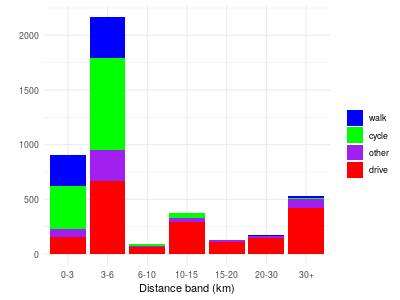 2000
1500
1000
500
0
0-3 3-6 6-10 10-15 15-20 20-30 30+
Distance band (km)
walk
cycle
other
drive